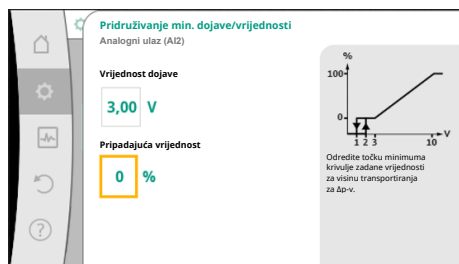 Pridruživanje min. dojave/vrijednosti
Analogni ulaz (AI2)
Vrijednost dojave
3,00 V
Pripadajuća vrijednost
0 %
%
100
0
1 2 3 10
V
Odredite točku minimuma
krivulje zadane vrijednosti
za visinu transportiranja
za Δp-v.
?